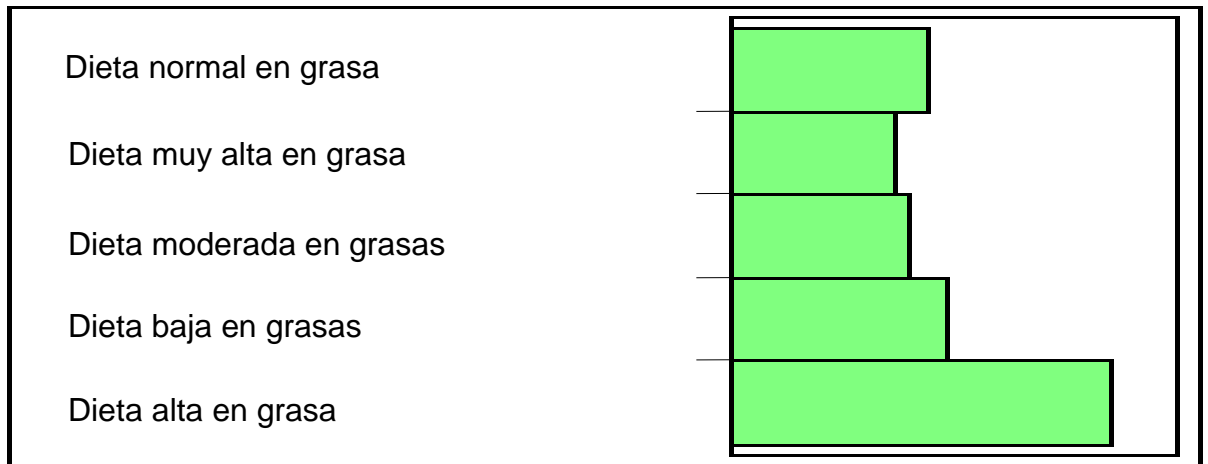 Dieta normal en grasa
Dieta muy alta en grasa
Dieta moderada en grasas
Dieta baja en grasas
Dieta alta en grasa